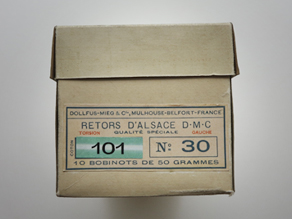 DOLLFUS-MIEG & Cie, MULHOUSE-BELFORT-FRANCE
RETORS D'ALSACE D·M·C
TORSION QUALITÉ SPÉCIALE GAUCHE
101 No 30
10 BOBINOTS DE 50 GRAMMES